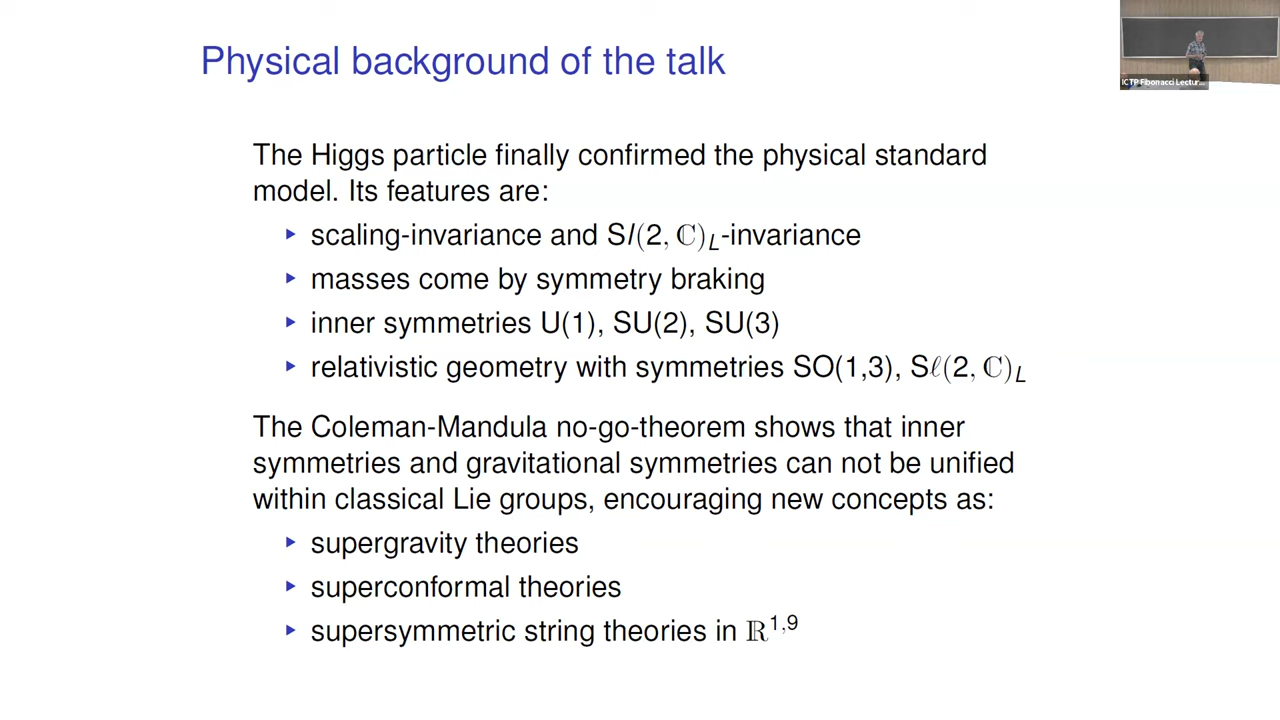 Physical background of the talk
ICTP Fibonacci Lectur...
The Higgs particle finally confirmed the physical standard
model. Its features are:
▸ scaling-invariance and Sl(2, ℂ)_L-invariance
▸ masses come by symmetry braking
▸ inner symmetries U(1), SU(2), SU(3)
▸ relativistic geometry with symmetries SO(1,3), Sℓ(2, ℂ)_L
The Coleman-Mandula no-go-theorem shows that inner
symmetries and gravitational symmetries can not be unified
within classical Lie groups, encouraging new concepts as:
▸ supergravity theories
▸ superconformal theories
▸ supersymmetric string theories in ℝ^1,9